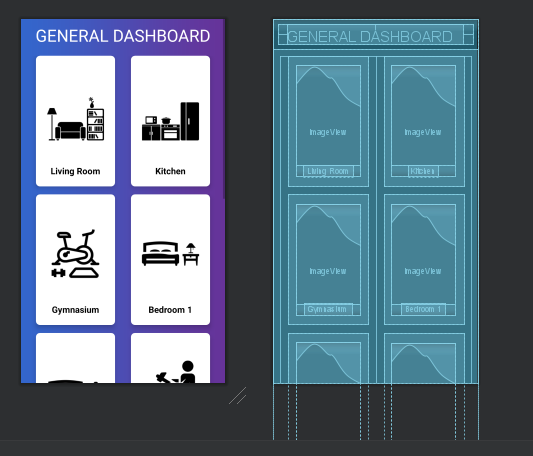 GENERAL DASHBOARD
Living Room
Kitchen
Gymnasium
Bedroom 1
GENERAL DASHBOARD
ImageView
ImageView
Living Room
Kitchen
ImageView
ImageView
Gymnasium
Bedroom 1